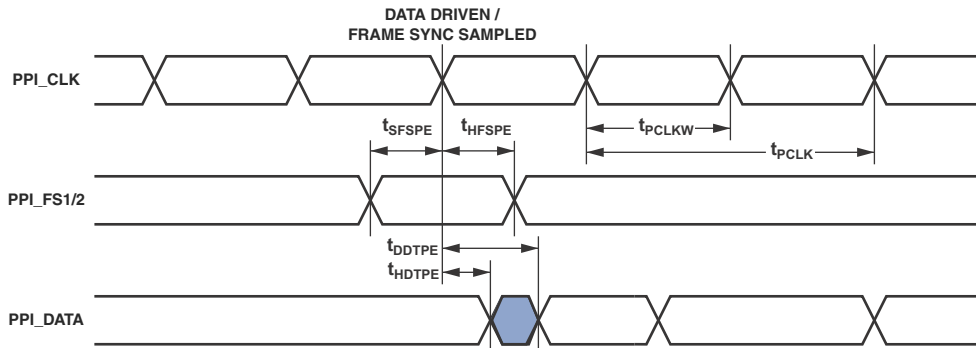 DATA DRIVEN /
FRAME SYNC SAMPLED
PPI_CLK
tSFSPE
tHFSPE
tPCLKW
tPCLK
PPI_FS1/2
tDDTPE
tHDTPE
PPI_DATA